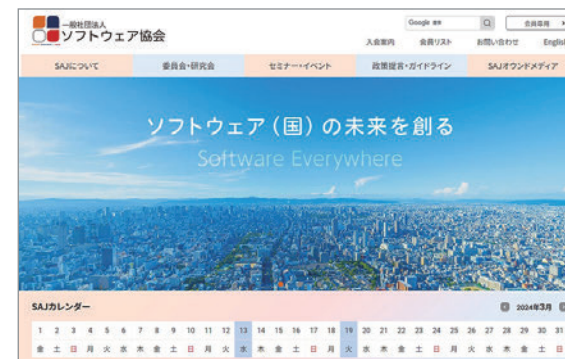 一般社団法人
ソフトウェア協会
Google 検索
会員専用
入会案内 会員リスト お問い合わせ English
SAJについて 委員会・研究会 セミナー・イベント 政策提言・ガイドライン SAJオウンドメディア
ソフトウェア(国)の未来を創る
Software Everywhere
SAJカレンダー 2024年3月
1 2 3 4 5 6 7 8 9 10 11 12 13 14 15 16 17 18 19 20 21 22 23 24 25 26 27 28 29 30 31
金 土 日 月 火 水 木 金 土 日 月 火 水 木 金 土 日 月 火 水 木 金 土 日 月 火 水 木 金 土 日